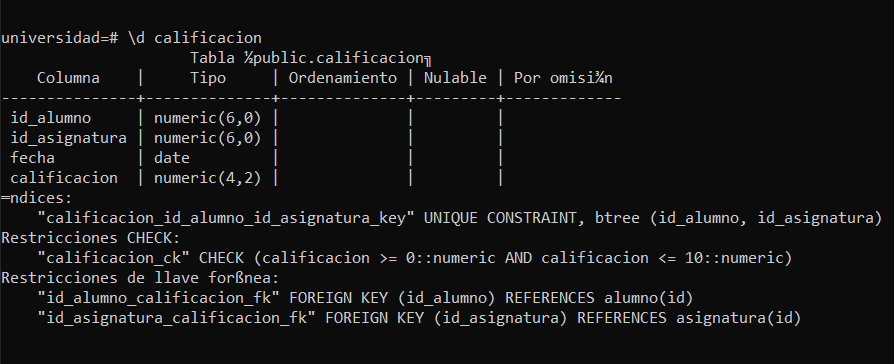 universidad=# \d calificacion
                     Tabla ½public.calificacion╗
    Columna    |     Tipo     | Ordenamiento | Nulable | Por omisi¾n
---------------+--------------+--------------+---------+-------------
 id_alumno     | numeric(6,0) |              |         |
 id_asignatura | numeric(6,0) |              |         |
 fecha         | date         |              |         |
 calificacion  | numeric(4,2) |              |         |
═ndices:
    "calificacion_id_alumno_id_asignatura_key" UNIQUE CONSTRAINT, btree (id_alumno, id_asignatura)
Restricciones CHECK:
    "calificacion_ck" CHECK (calificacion >= 0::numeric AND calificacion <= 10::numeric)
Restricciones de llave forßnea:
    "id_alumno_calificacion_fk" FOREIGN KEY (id_alumno) REFERENCES alumno(id)
    "id_asignatura_calificacion_fk" FOREIGN KEY (id_asignatura) REFERENCES asignatura(id)